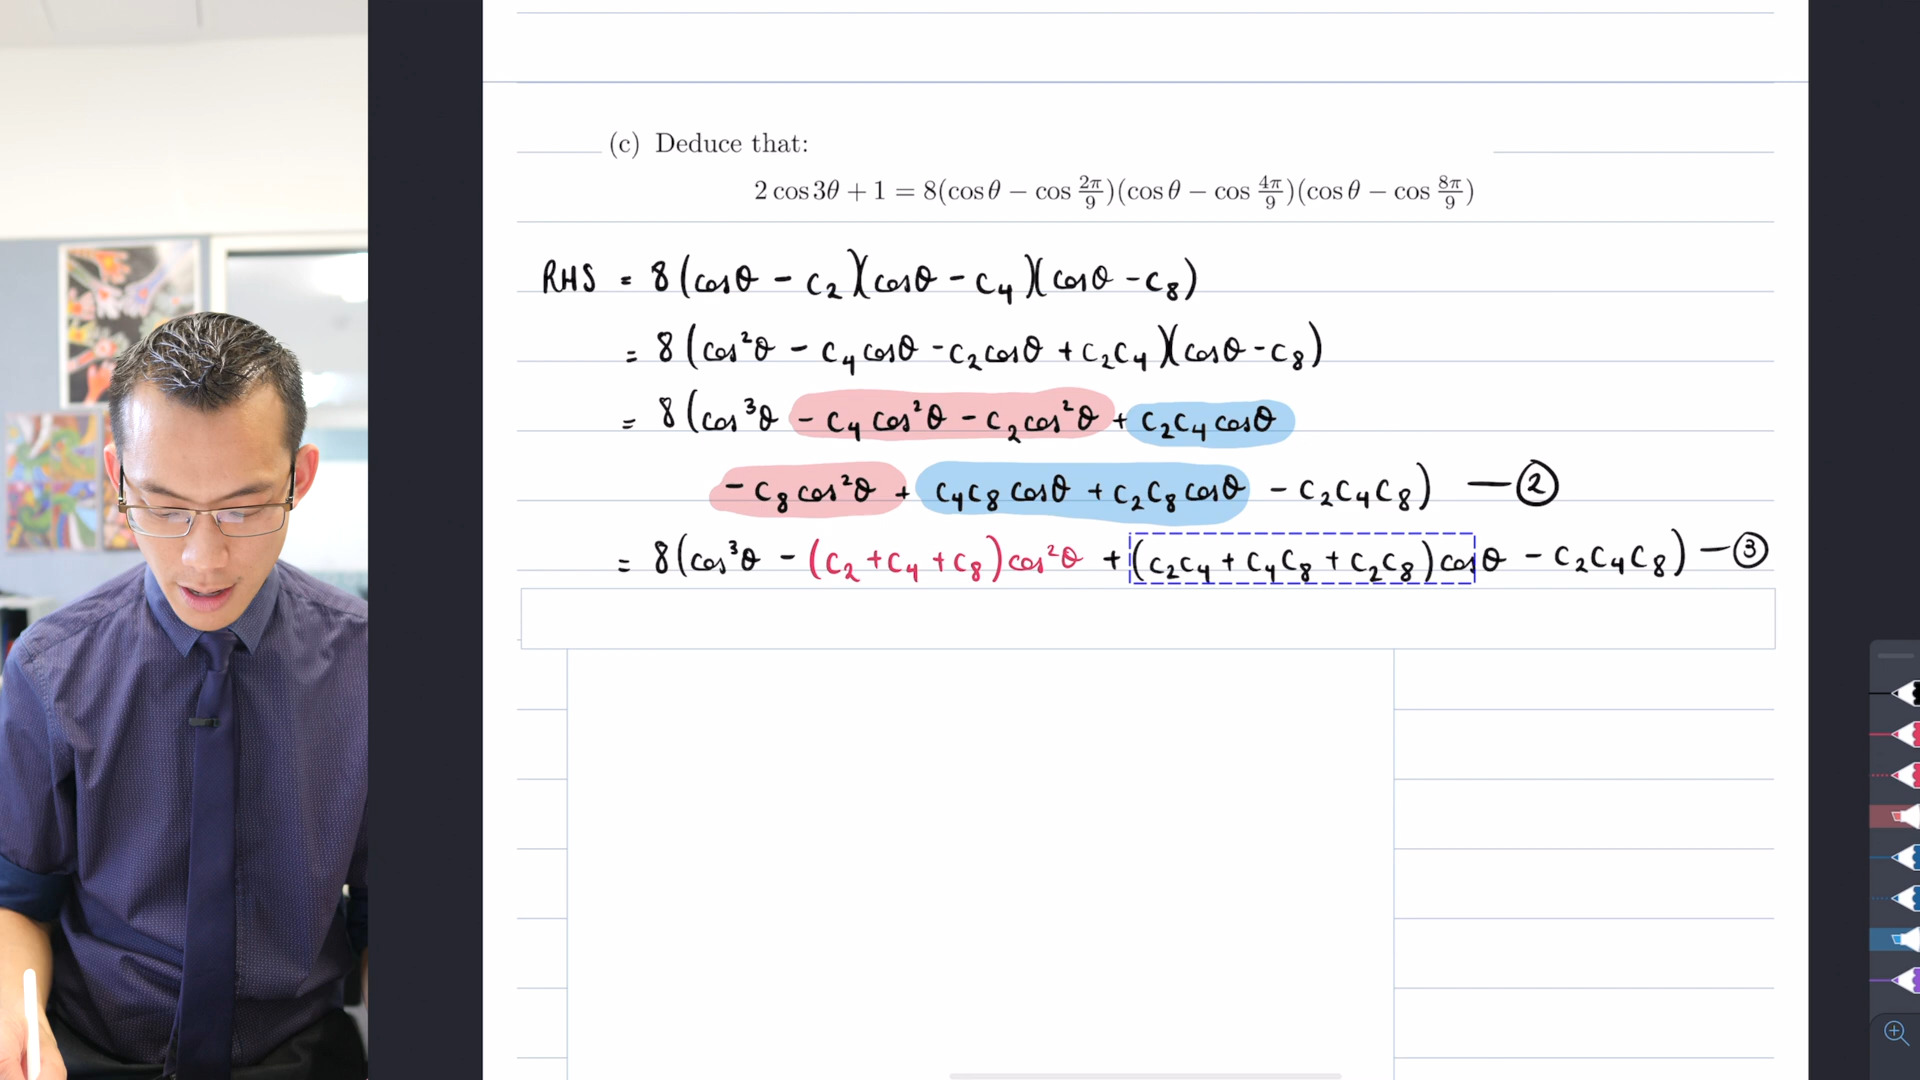 (c) Deduce that:
2 cos 3θ + 1 = 8(cos θ − cos 2π/9)(cos θ − cos 4π/9)(cos θ − cos 8π/9)
RHS = 8(cosθ − c₂)(cosθ − c₄)(cosθ − c₈)
= 8(cos²θ − c₄cosθ − c₂cosθ + c₂c₄)(cosθ − c₈)
= 8(cos³θ − c₄cos²θ − c₂cos²θ + c₂c₄cosθ
− c₈cos²θ + c₄c₈cosθ + c₂c₈cosθ − c₂c₄c₈) — ②
= 8(cos³θ − (c₂ + c₄ + c₈)cos²θ + (c₂c₄ + c₄c₈ + c₂c₈)cosθ − c₂c₄c₈) — ③